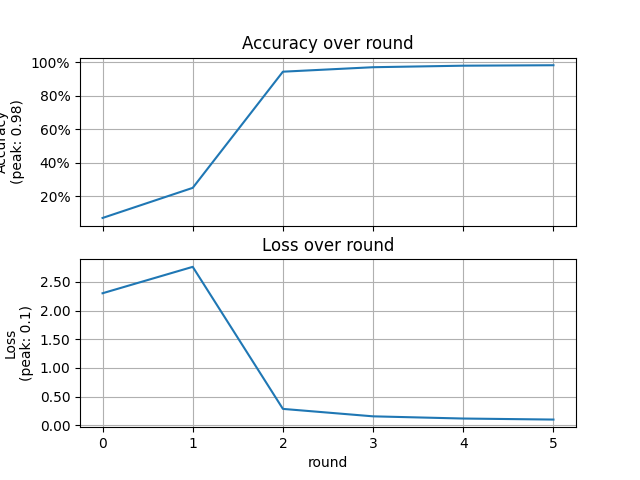 Accuracy over round
100%
80%
60%
40%
20%
Accuracy
(peak: 0.98)
Loss over round
2.50
2.00
1.50
1.00
0.50
0.00
Loss
(peak: 0.1)
0 1 2 3 4 5
round